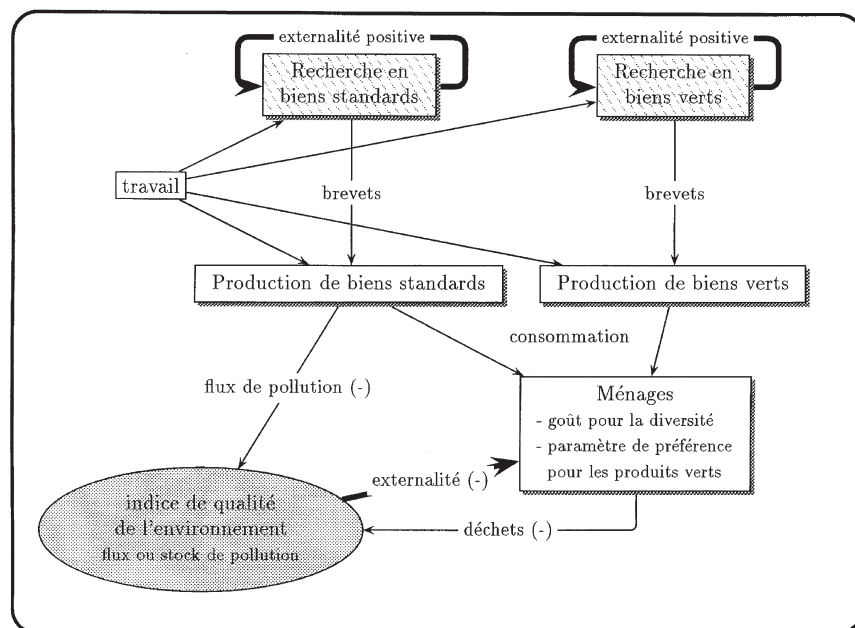 externalité positive
externalité positive
Recherche en
biens standards
Recherche en
biens verts
travail
brevets
brevets
Production de biens standards
Production de biens verts
consommation
flux de pollution (-)
Ménages
- goût pour la diversité
- paramètre de préférence
pour les produits verts
externalité (-)
indice de qualité
de l'environnement
flux ou stock de pollution
déchets (-)